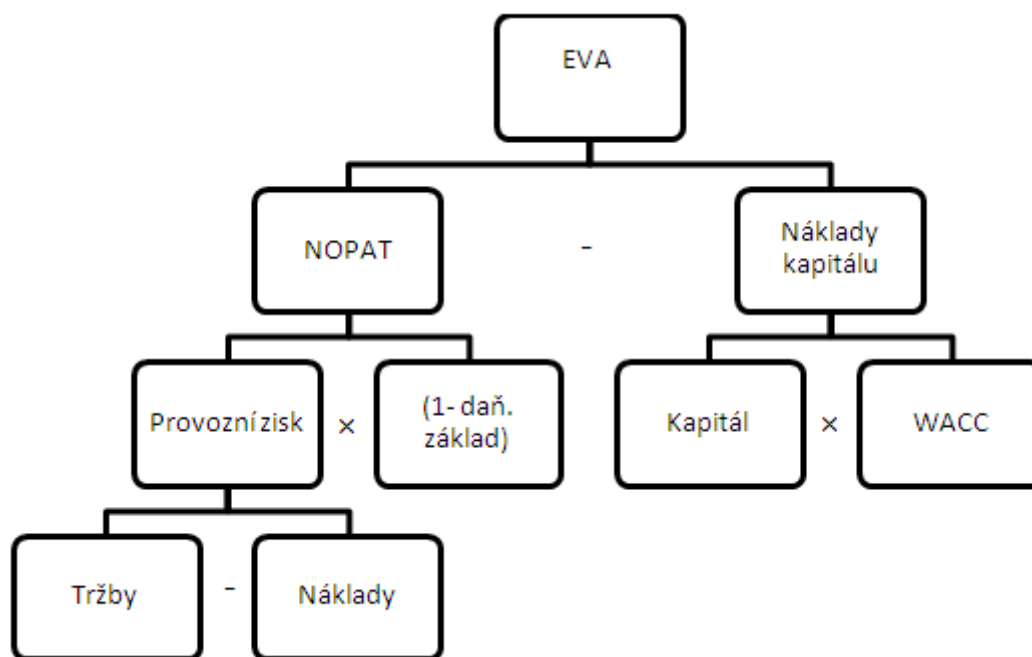 EVA
NOPAT
-
Náklady
kapitálu
Provozní zisk
×
(1- daň.
základ)
Kapitál
×
WACC
Tržby
-
Náklady